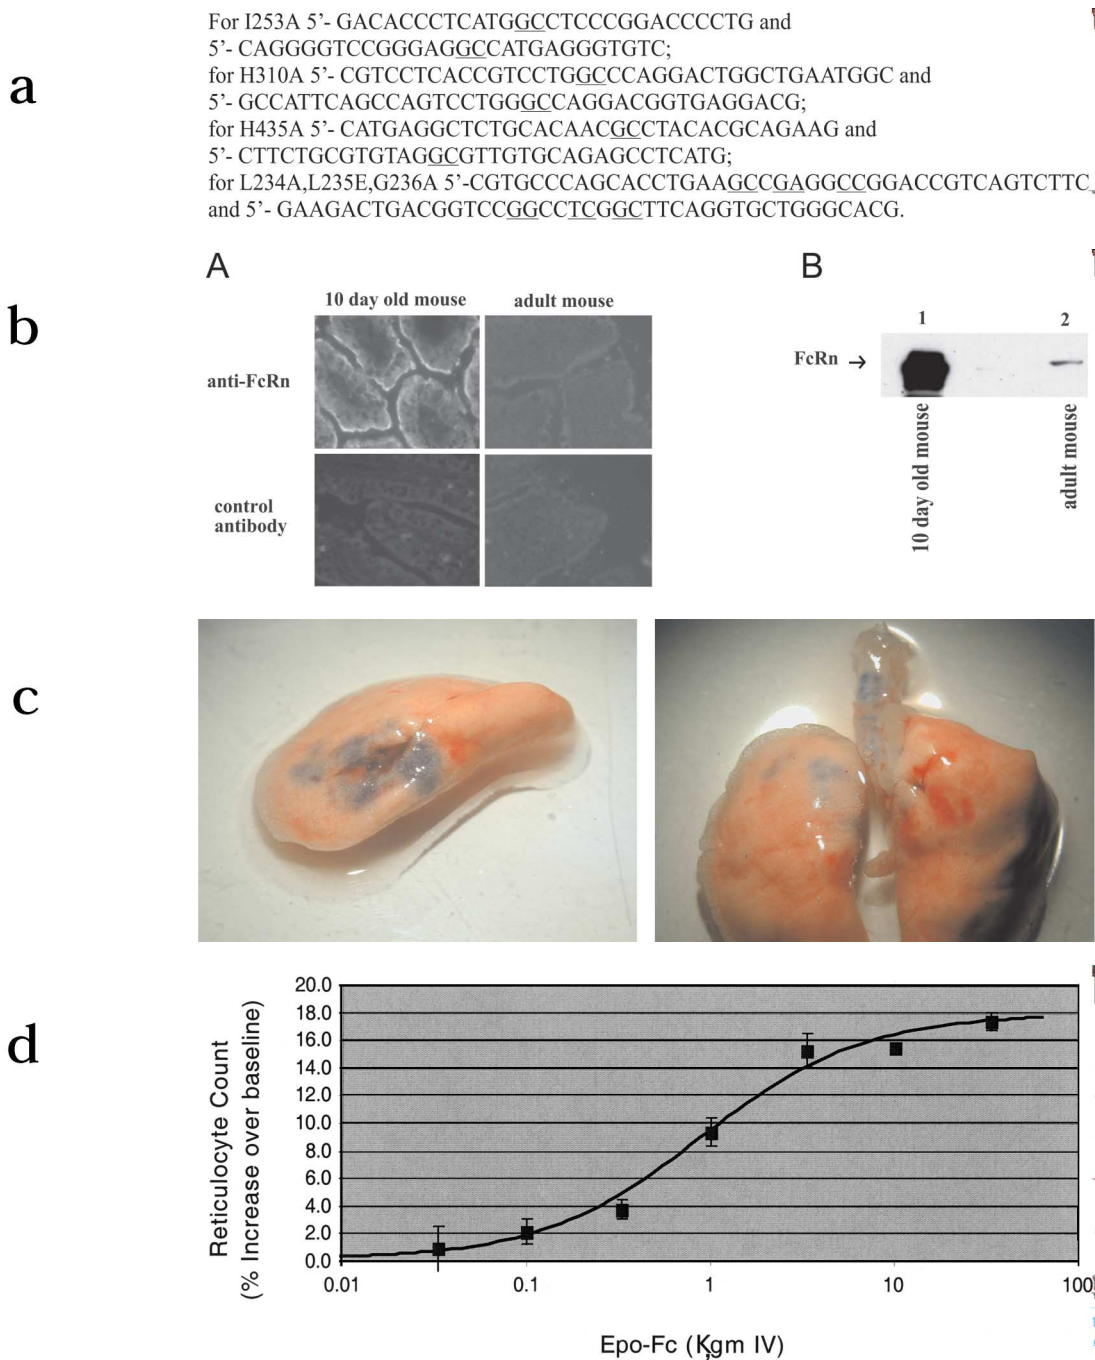 a
For I253A 5’- GACACCCTCATGGCCTCCCGGACCCCTG and
5’- CAGGGGTCCGGGAGGCCATGAGGGTGTC;
for H310A 5’- CGTCCTCACCGTCCTGGCCCAGGACTGGCTGAATGGC and
5’- GCCATTCAGCCAGTCCTGGGCCAGGACGGTGAGGACG;
for H435A 5’- CATGAGGCTCTGCACAACGCCTACACGCAGAAG and
5’- CTTCTGCGTGTAGGCGTTGTGCAGAGCCTCATG;
for L234A,L235E,G236A 5’-CGTGCCCAGCACCTGAAGCCGAGGCCGGACCGTCAGTCTTC
and 5’- GAAGACTGACGGTCCGGCCTCGGCTTCAGGTGCTGGGCACG.
b
A
10 day old mouse adult mouse
anti-FcRn
control
antibody
B
1 2
FcRn →
10 day old mouse
adult mouse
c
d
Reticulocyte Count
(% Increase over baseline)
20.0
18.0
16.0
14.0
12.0
10.0
8.0
6.0
4.0
2.0
0.0
0.01 0.1 1 10 100
Epo-Fc (gm IV)